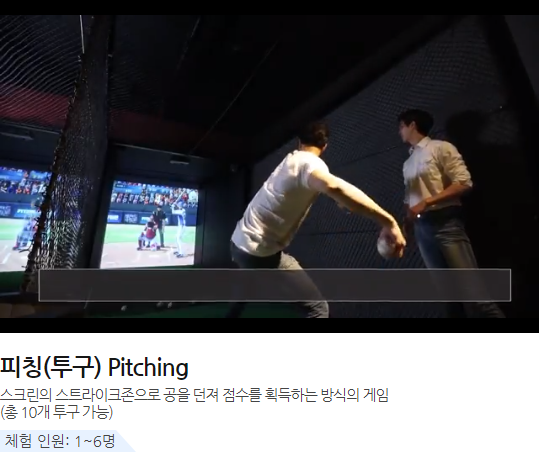 피칭(투구) Pitching
스크린의 스트라이크존으로 공을 던져 점수를 획득하는 방식의 게임
(총 10개 투구 가능)
체험 인원: 1~6명